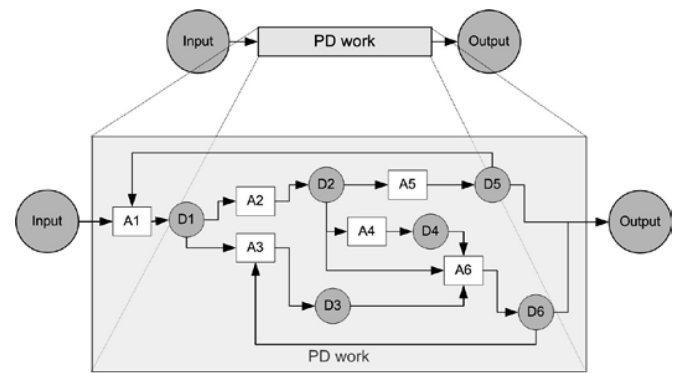 Input
PD work
Output
D2
A5
D5
A2
Input
A1
D1
A4
D4
Output
A3
A6
D3
D6
PD work